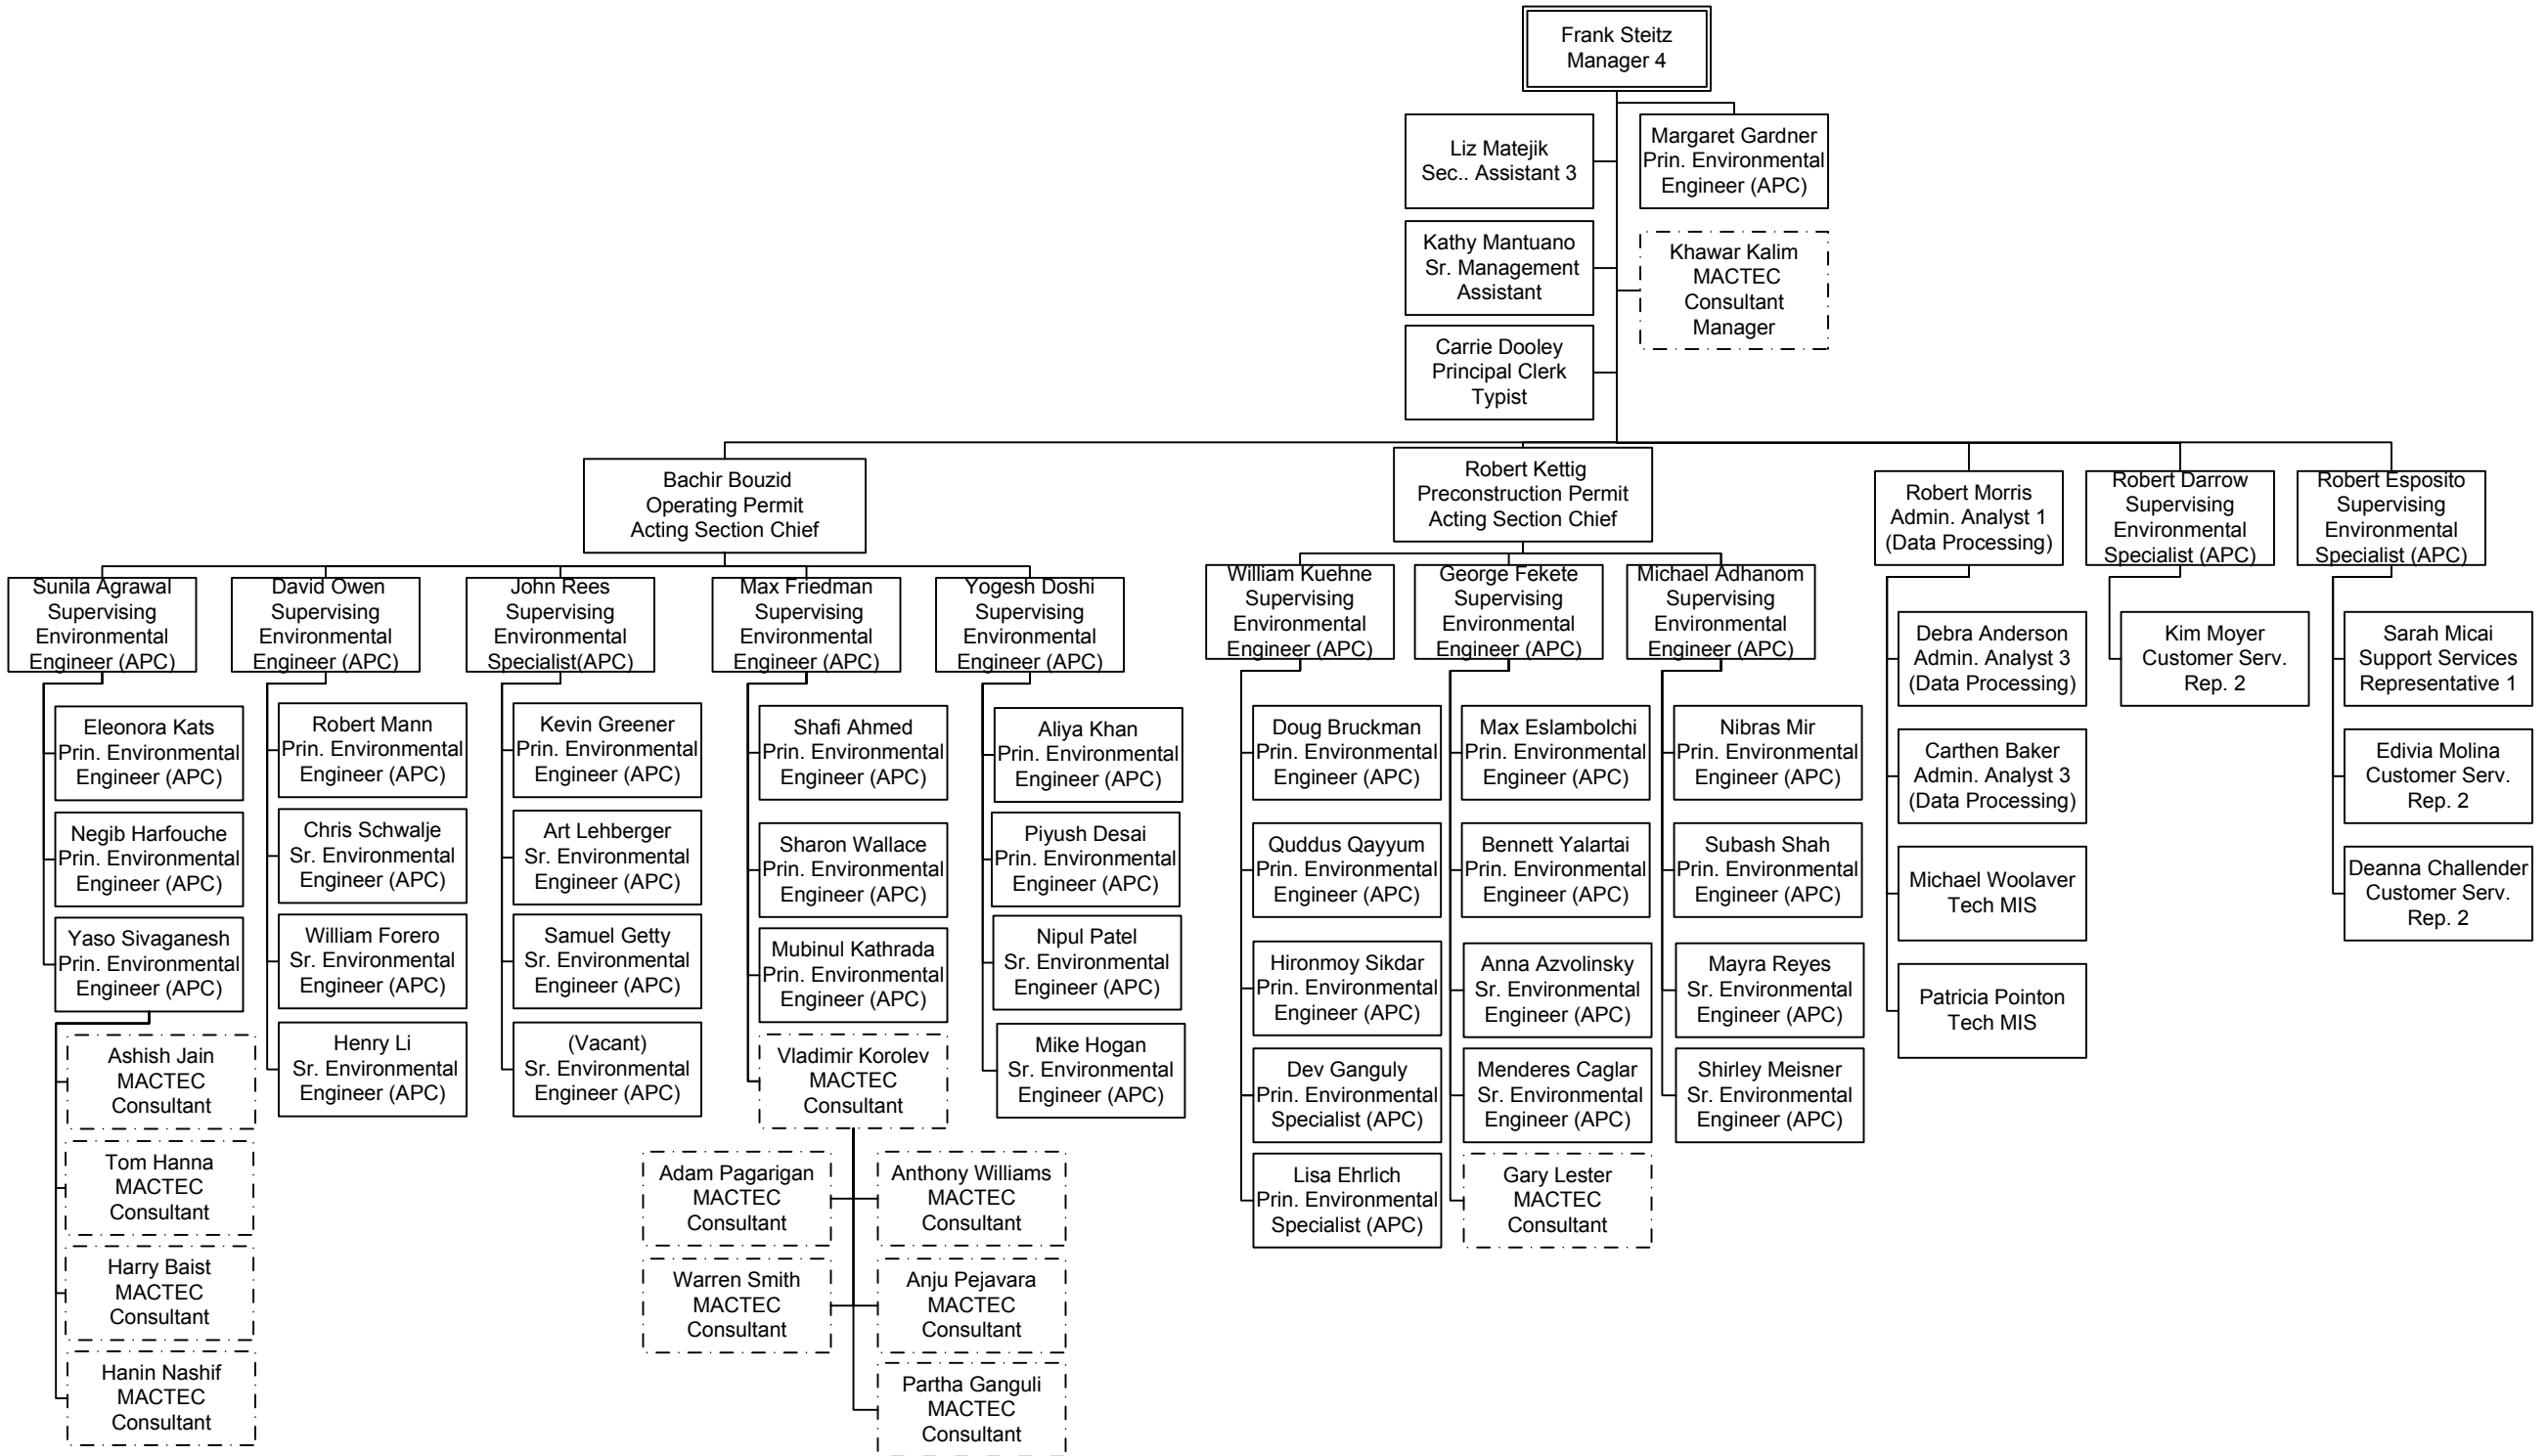 Frank Steitz
Manager 4
Liz Matejik
Sec.. Assistant 3
Margaret Gardner
Prin. Environmental
Engineer (APC)
Kathy Mantuano
Sr. Management
Assistant
Khawar Kalim
MACTEC
Consultant
Manager
Carrie Dooley
Principal Clerk
Typist
Bachir Bouzid
Operating Permit
Acting Section Chief
Robert Kettig
Preconstruction Permit
Acting Section Chief
Robert Morris
Admin. Analyst 1
(Data Processing)
Robert Darrow
Supervising
Environmental
Specialist (APC)
Robert Esposito
Supervising
Environmental
Specialist (APC)
Sunila Agrawal
Supervising
Environmental
Engineer (APC)
David Owen
Supervising
Environmental
Engineer (APC)
John Rees
Supervising
Environmental
Specialist(APC)
Max Friedman
Supervising
Environmental
Engineer (APC)
Yogesh Doshi
Supervising
Environmental
Engineer (APC)
William Kuehne
Supervising
Environmental
Engineer (APC)
George Fekete
Supervising
Environmental
Engineer (APC)
Michael Adhanom
Supervising
Environmental
Engineer (APC)
Eleonora Kats
Prin. Environmental
Engineer (APC)
Negib Harfouche
Prin. Environmental
Engineer (APC)
Yaso Sivaganesh
Prin. Environmental
Engineer (APC)
Ashish Jain
MACTEC
Consultant
Tom Hanna
MACTEC
Consultant
Harry Baist
MACTEC
Consultant
Hanin Nashif
MACTEC
Consultant
Robert Mann
Prin. Environmental
Engineer (APC)
Chris Schwalje
Sr. Environmental
Engineer (APC)
William Forero
Sr. Environmental
Engineer (APC)
Henry Li
Sr. Environmental
Engineer (APC)
Kevin Greener
Prin. Environmental
Engineer (APC)
Art Lehberger
Sr. Environmental
Engineer (APC)
Samuel Getty
Sr. Environmental
Engineer (APC)
(Vacant)
Sr. Environmental
Engineer (APC)
Shafi Ahmed
Prin. Environmental
Engineer (APC)
Sharon Wallace
Prin. Environmental
Engineer (APC)
Mubinul Kathrada
Prin. Environmental
Engineer (APC)
Vladimir Korolev
MACTEC
Consultant
Adam Pagarigan
MACTEC
Consultant
Anthony Williams
MACTEC
Consultant
Warren Smith
MACTEC
Consultant
Anju Pejavara
MACTEC
Consultant
Partha Ganguli
MACTEC
Consultant
Aliya Khan
Prin. Environmental
Engineer (APC)
Piyush Desai
Prin. Environmental
Engineer (APC)
Nipul Patel
Sr. Environmental
Engineer (APC)
Mike Hogan
Sr. Environmental
Engineer (APC)
Doug Bruckman
Prin. Environmental
Engineer (APC)
Quddus Qayyum
Prin. Environmental
Engineer (APC)
Hironmoy Sikdar
Prin. Environmental
Engineer (APC)
Dev Ganguly
Prin. Environmental
Specialist (APC)
Lisa Ehrlich
Prin. Environmental
Specialist (APC)
Max Eslambolchi
Prin. Environmental
Engineer (APC)
Bennett Yalartai
Prin. Environmental
Engineer (APC)
Anna Azvolinsky
Sr. Environmental
Engineer (APC)
Menderes Caglar
Sr. Environmental
Engineer (APC)
Gary Lester
MACTEC
Consultant
Nibras Mir
Prin. Environmental
Engineer (APC)
Subash Shah
Prin. Environmental
Engineer (APC)
Mayra Reyes
Sr. Environmental
Engineer (APC)
Shirley Meisner
Sr. Environmental
Engineer (APC)
Debra Anderson
Admin. Analyst 3
(Data Processing)
Carthen Baker
Admin. Analyst 3
(Data Processing)
Michael Woolaver
Tech MIS
Patricia Pointon
Tech MIS
Kim Moyer
Customer Serv.
Rep. 2
Sarah Micai
Support Services
Representative 1
Edivia Molina
Customer Serv.
Rep. 2
Deanna Challender
Customer Serv.
Rep. 2